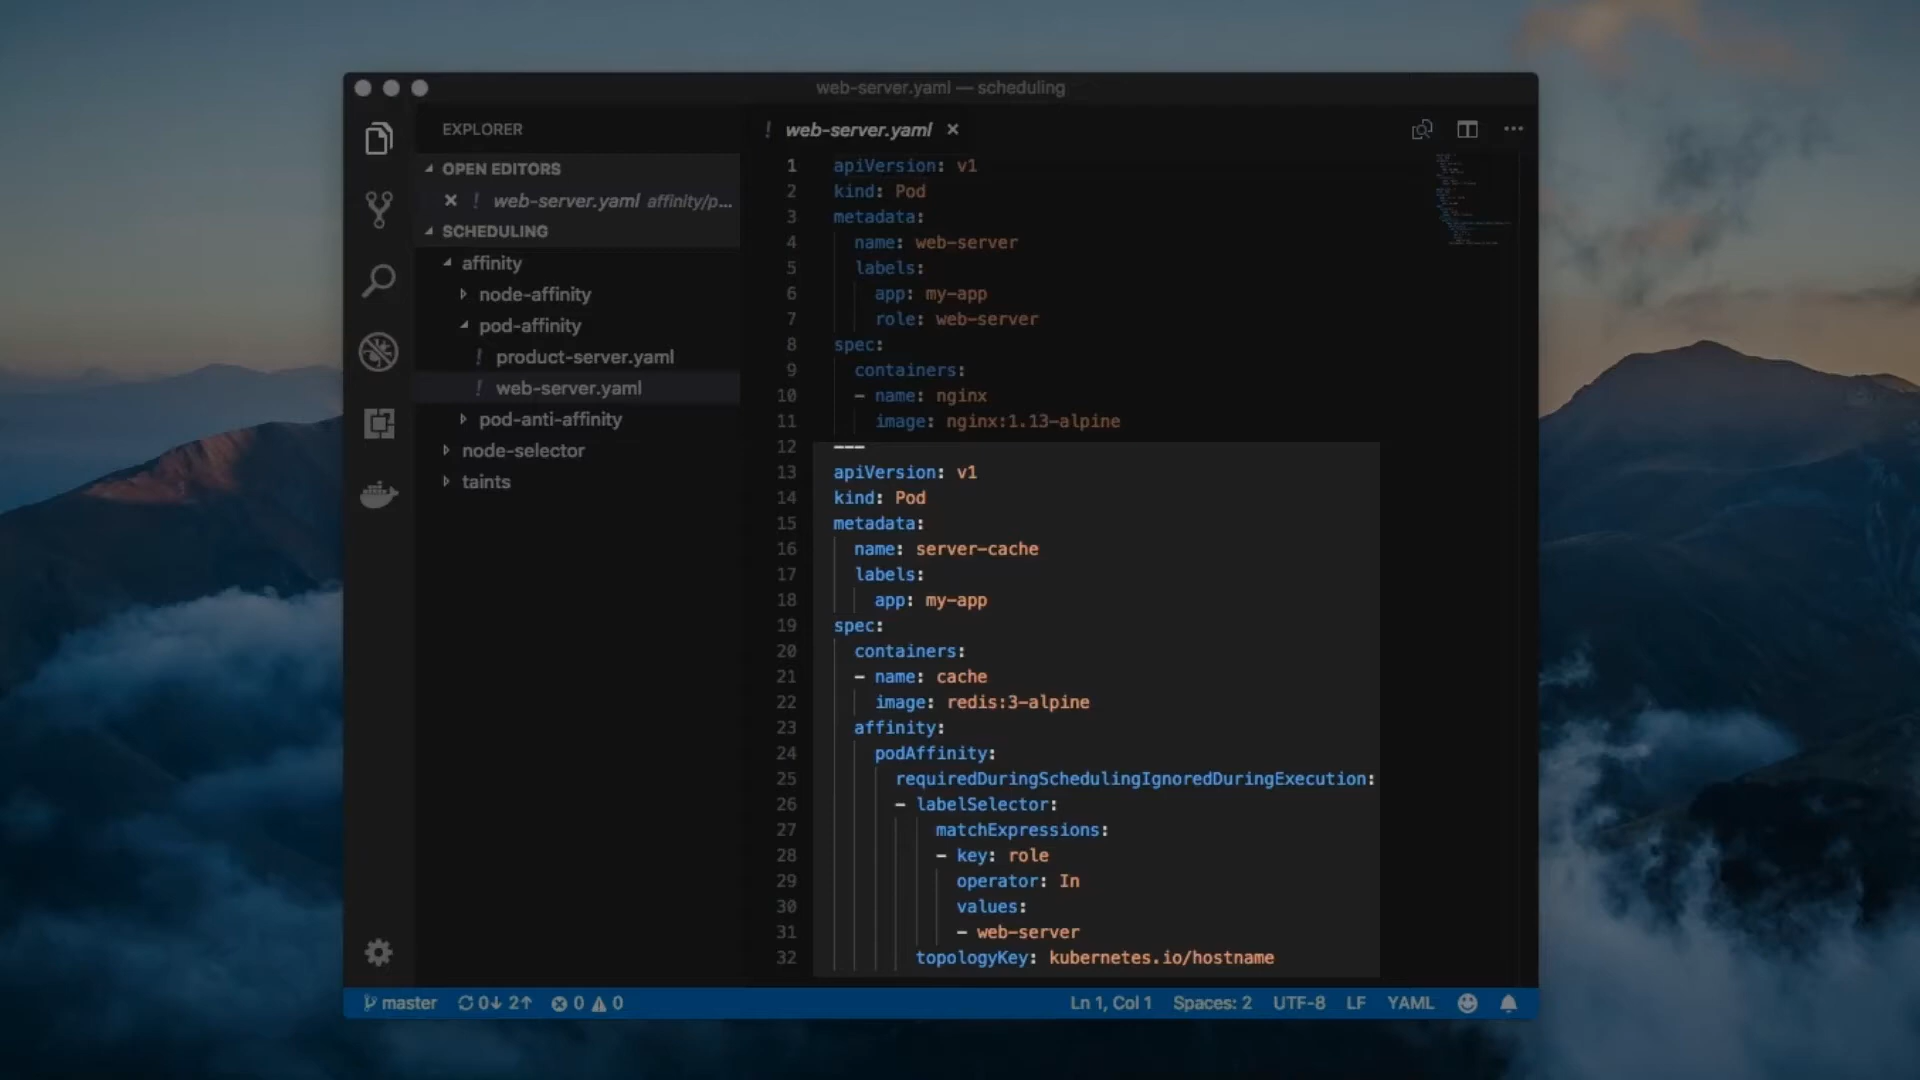 web-server.yaml — scheduling
EXPLORER
OPEN EDITORS
✕ ! web-server.yaml affinity/p...
SCHEDULING
affinity
node-affinity
pod-affinity
! product-server.yaml
! web-server.yaml
pod-anti-affinity
node-selector
taints
! web-server.yaml ✕
1 apiVersion: v1
2 kind: Pod
3 metadata:
4   name: web-server
5   labels:
6     app: my-app
7     role: web-server
8 spec:
9   containers:
10   - name: nginx
11     image: nginx:1.13-alpine
12 ---
13 apiVersion: v1
14 kind: Pod
15 metadata:
16   name: server-cache
17   labels:
18     app: my-app
19 spec:
20   containers:
21   - name: cache
22     image: redis:3-alpine
23   affinity:
24     podAffinity:
25       requiredDuringSchedulingIgnoredDuringExecution:
26       - labelSelector:
27           matchExpressions:
28           - key: role
29             operator: In
30             values:
31             - web-server
32         topologyKey: kubernetes.io/hostname
master 0↓ 2↑ 0 0 Ln 1, Col 1 Spaces: 2 UTF-8 LF YAML